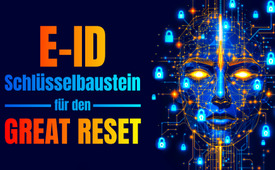 E-ID
Schlüsselbaustein
für den
GREAT RESET